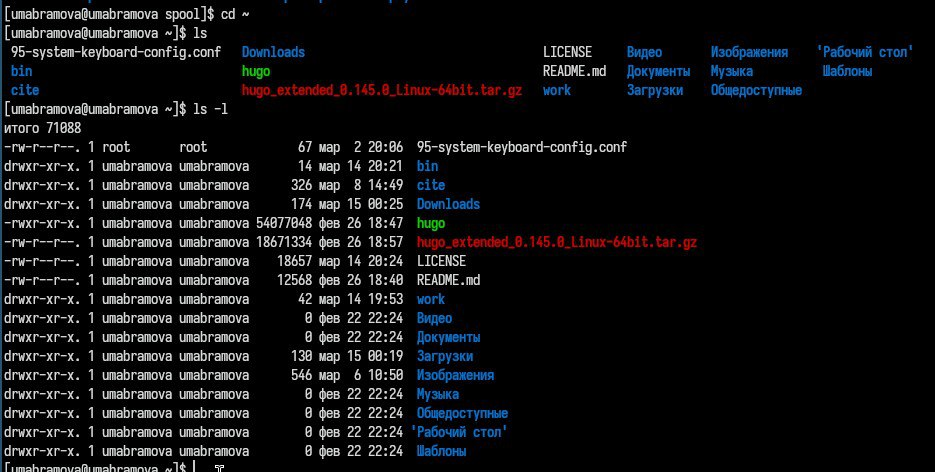 [umabramova@umabramova spool]$ cd ~
[umabramova@umabramova ~]$ ls
95-system-keyboard-config.conf Downloads LICENSE Видео Изображения 'Рабочий стол'
bin hugo README.md Документы Музыка Шаблоны
cite hugo_extended_0.145.0_Linux-64bit.tar.gz work Загрузки Общедоступные
[umabramova@umabramova ~]$ ls -l
итого 71088
-rw-r--r--. 1 root root 67 мар 2 20:06 95-system-keyboard-config.conf
drwxr-xr-x. 1 umabramova umabramova 14 мар 14 20:21 bin
drwxr-xr-x. 1 umabramova umabramova 326 мар 8 14:49 cite
drwxr-xr-x. 1 umabramova umabramova 174 мар 15 00:25 Downloads
-rwxr-xr-x. 1 umabramova umabramova 54077048 фев 26 18:47 hugo
-rw-r--r--. 1 umabramova umabramova 18671334 фев 26 18:57 hugo_extended_0.145.0_Linux-64bit.tar.gz
-rw-r--r--. 1 umabramova umabramova 18657 мар 14 20:24 LICENSE
-rw-r--r--. 1 umabramova umabramova 12568 фев 26 18:40 README.md
drwxr-xr-x. 1 umabramova umabramova 42 мар 14 19:53 work
drwxr-xr-x. 1 umabramova umabramova 0 фев 22 22:24 Видео
drwxr-xr-x. 1 umabramova umabramova 0 фев 22 22:24 Документы
drwxr-xr-x. 1 umabramova umabramova 130 мар 15 00:19 Загрузки
drwxr-xr-x. 1 umabramova umabramova 546 мар 6 10:50 Изображения
drwxr-xr-x. 1 umabramova umabramova 0 фев 22 22:24 Музыка
drwxr-xr-x. 1 umabramova umabramova 0 фев 22 22:24 Общедоступные
drwxr-xr-x. 1 umabramova umabramova 0 фев 22 22:24 'Рабочий стол'
drwxr-xr-x. 1 umabramova umabramova 0 фев 22 22:24 Шаблоны
[umabramova@umabramova ~]$